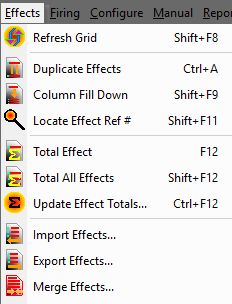 Effects Firing Configure Manual Repo
Refresh Grid Shift+F8
Duplicate Effects Ctrl+A
Column Fill Down Shift+F9
Locate Effect Ref # Shift+F11
Total Effect F12
Total All Effects Shift+F12
Update Effect Totals... Ctrl+F12
Import Effects...
Export Effects...
Merge Effects...